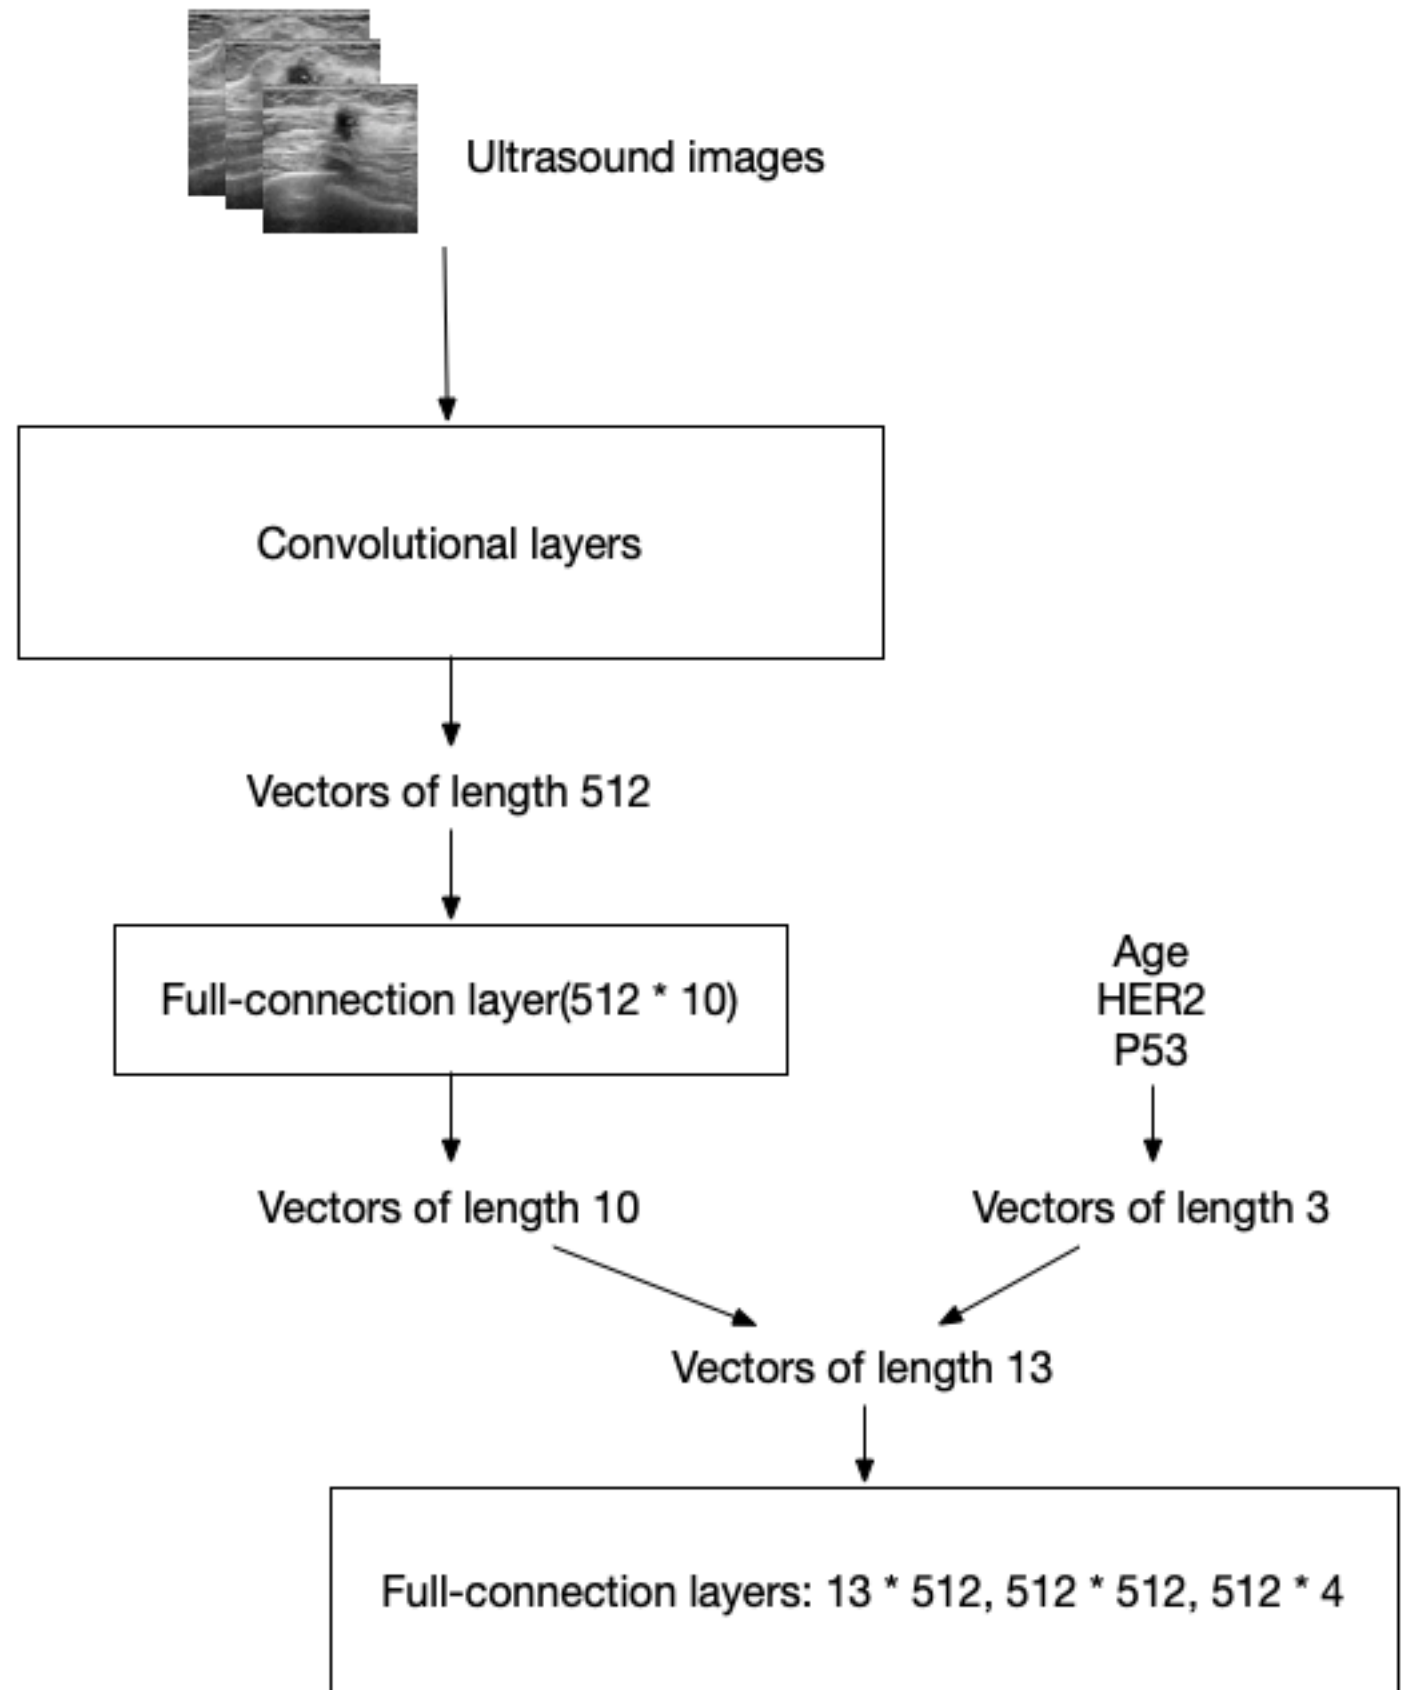 Ultrasound images
Convolutional layers
Vectors of length 512
Full-connection layer(512 * 10)
Age
HER2
P53
Vectors of length 10
Vectors of length 3
Vectors of length 13
Full-connection layers: 13 * 512, 512 * 512, 512 * 4